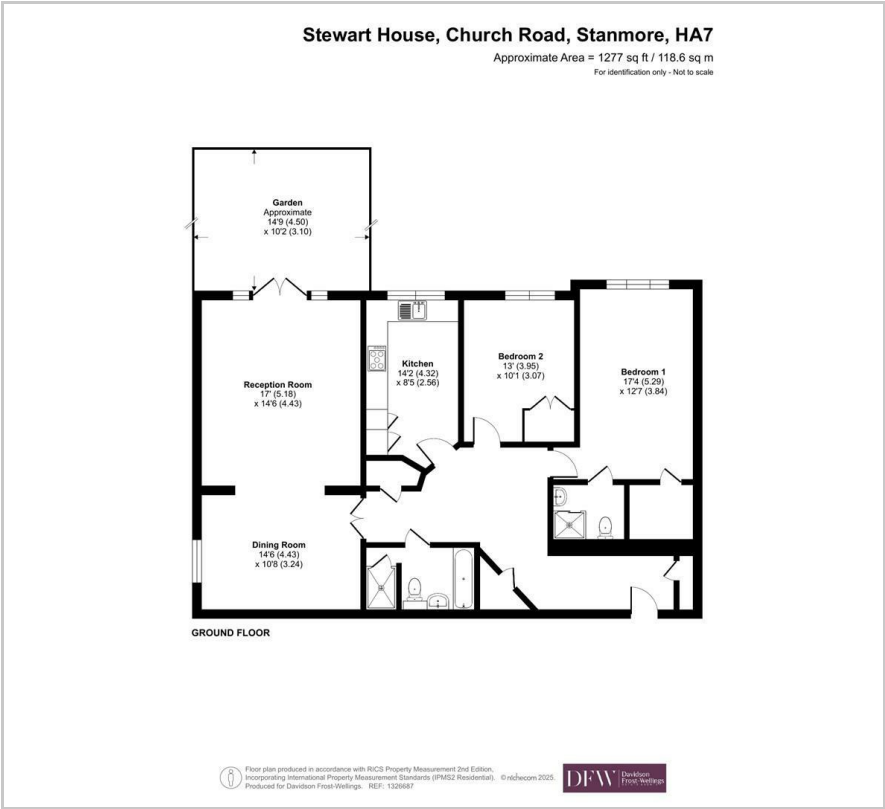 Stewart House, Church Road, Stanmore, HA7
Approximate Area = 1277 sq ft / 118.6 sq m
For identification only - Not to scale
Garden
Approximate
14'9 (4.50)
x 10'2 (3.10)
Reception Room
17' (5.18)
x 14'6 (4.43)
Kitchen
14'2 (4.32)
x 8'5 (2.56)
Bedroom 2
13' (3.95)
x 10'1 (3.07)
Bedroom 1
17'4 (5.29)
x 12'7 (3.84)
Dining Room
14'6 (4.43)
x 10'8 (3.24)
GROUND FLOOR
Floor plan produced in accordance with RICS Property Measurement 2nd Edition,
Incorporating International Property Measurement Standards (IPMS2 Residential). © nichecom 2025.
Produced for Davidson Frost-Wellings. REF: 1326687
DFW
Davidson
Frost-Wellings